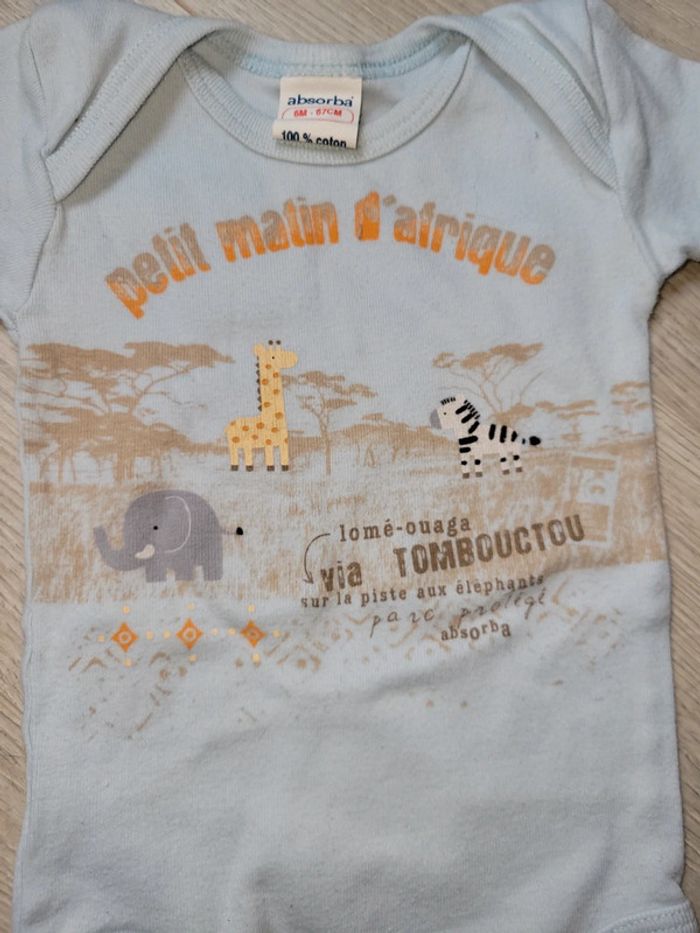 absorba
6M - 67CM
100 % coton
petit matin d'afrique
lomé-ouaga
via TOMBOUCTOU
sur la piste aux éléphants
parc protégé
absorba